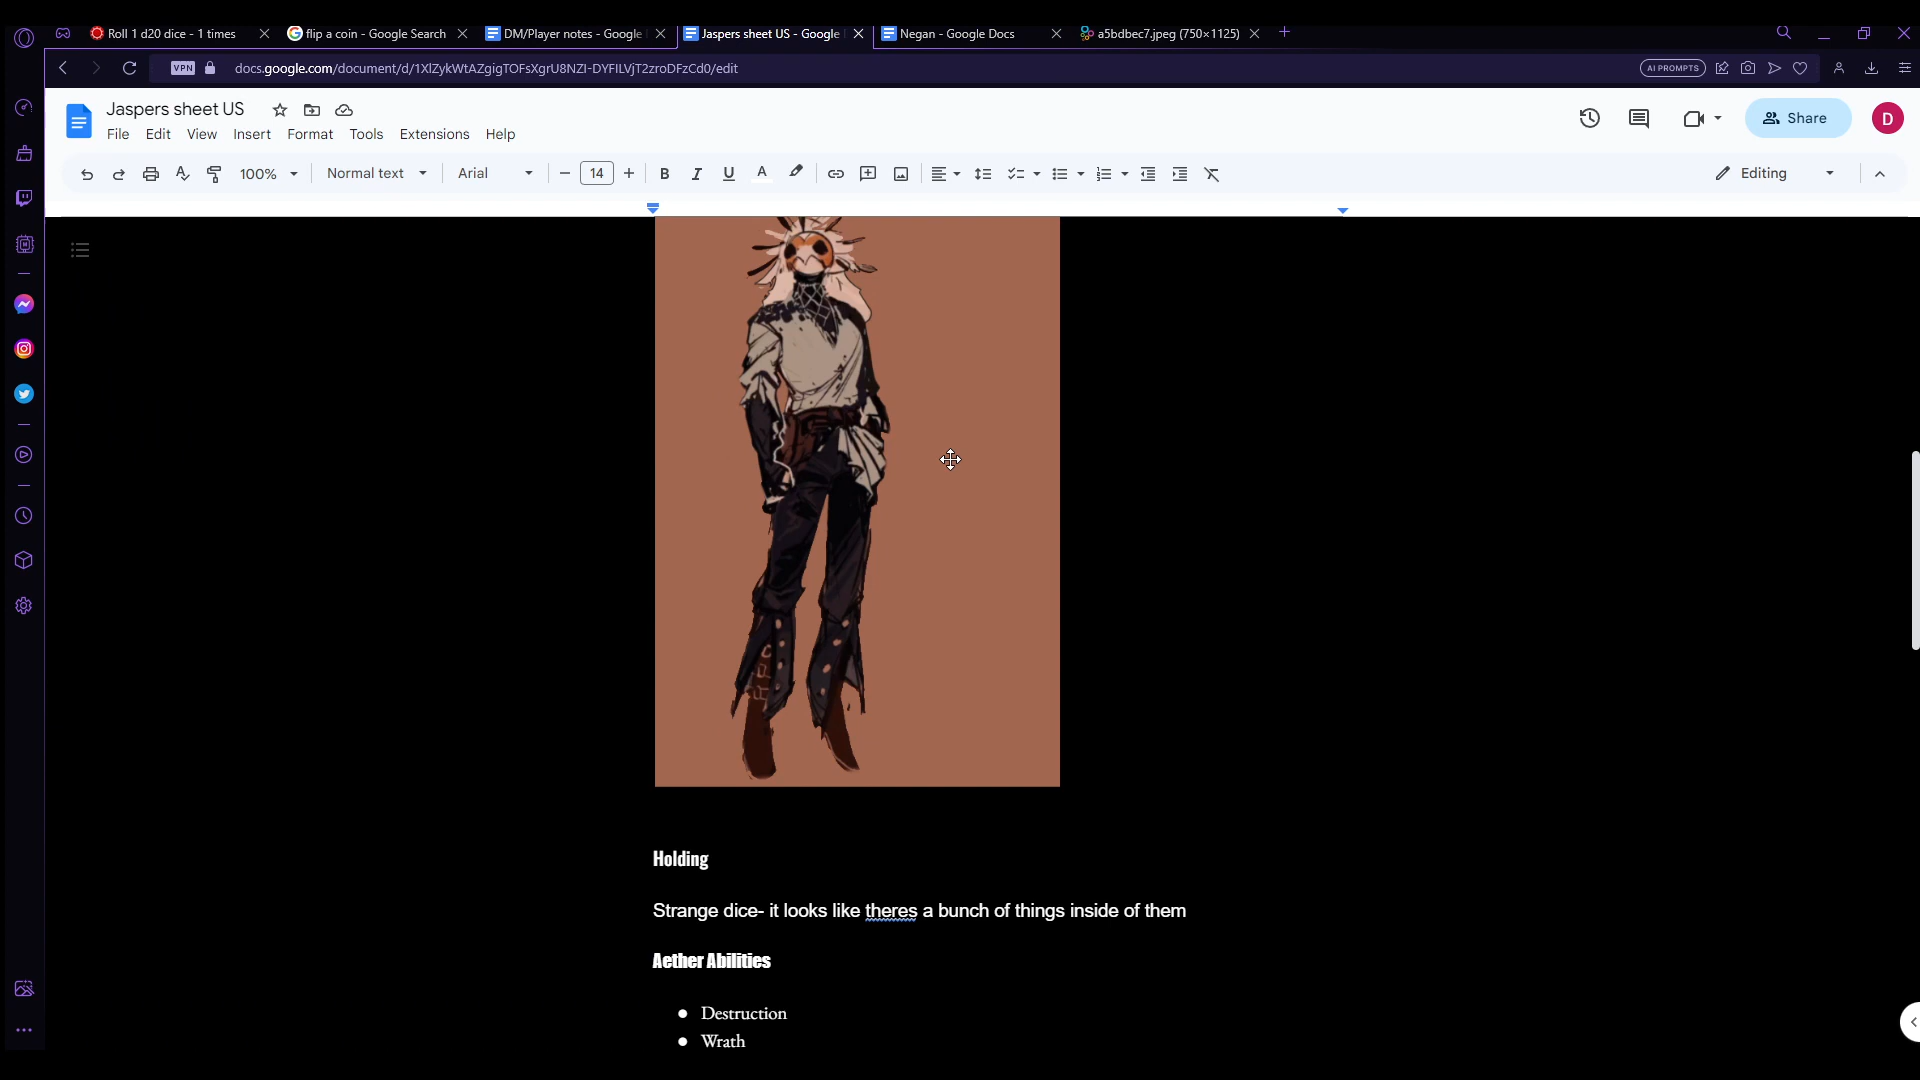 Roll 1 d20 dice - 1 times
flip a coin - Google Search
DM/Player notes - Google
Jaspers sheet US - Google
Negan - Google Docs
a5bdbec7.jpeg (750×1125)
VPN
docs.google.com/document/d/1XlZykWtAZgigTOFsXgrU8NZI-DYFILVjT2zroDFzCd0/edit
AI PROMPTS
Jaspers sheet US
File Edit View Insert Format Tools Extensions Help
Share
D
100% Normal text Arial 14 B I U A
Editing
Holding
Strange dice- it looks like theres a bunch of things inside of them
Aether Abilities
● Destruction
● Wrath